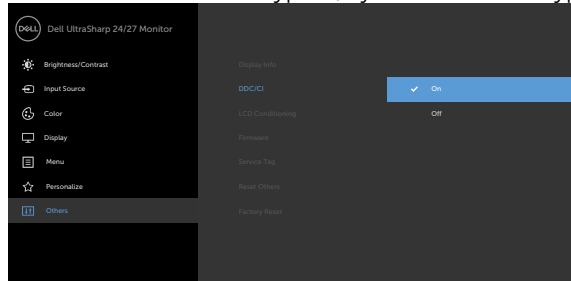 DELL
Dell UltraSharp 24/27 Monitor
Brightness/Contrast
Display Info
Input Source
DDC/CI
On
Color
LCD Conditioning
Off
Display
Firmware
Menu
Service Tag
Personalize
Reset Others
Others
Factory Reset